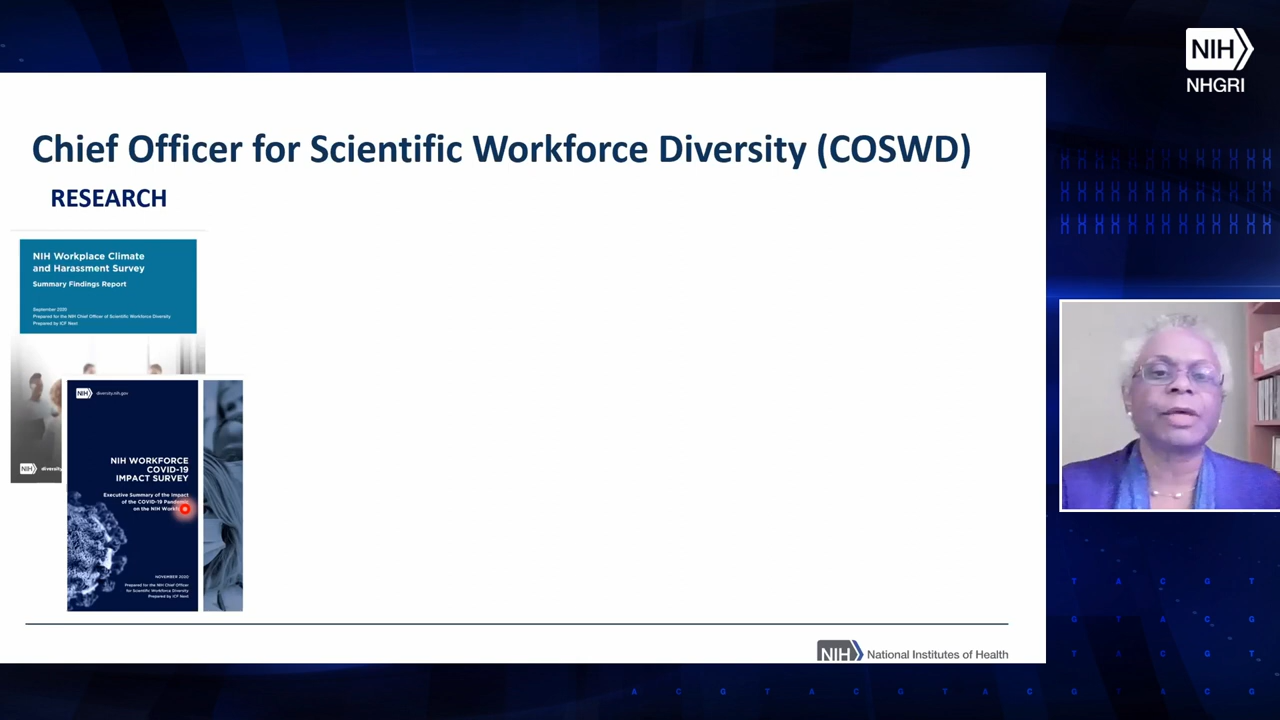 NIH
NHGRI
Chief Officer for Scientific Workforce Diversity (COSWD)
RESEARCH
NIH Workplace Climate
and Harassment Survey
Summary Findings Report
Prepared for the NIH Chief Officer of Scientific Workforce Diversity
Prepared by ICF Next
NIH
NIH diversity.nih.gov
NIH WORKFORCE
COVID-19
IMPACT SURVEY
Executive Summary of the Impact
of the COVID-19 Pandemic
on the NIH
NOVEMBER 2020
Prepared for the NIH Chief Officer
for Scientific Workforce Diversity
Prepared by ICF Next
NIH National Institutes of Health
T A C G T
G T A C G
T A C G T
A C G T A C G T A C G T A C G